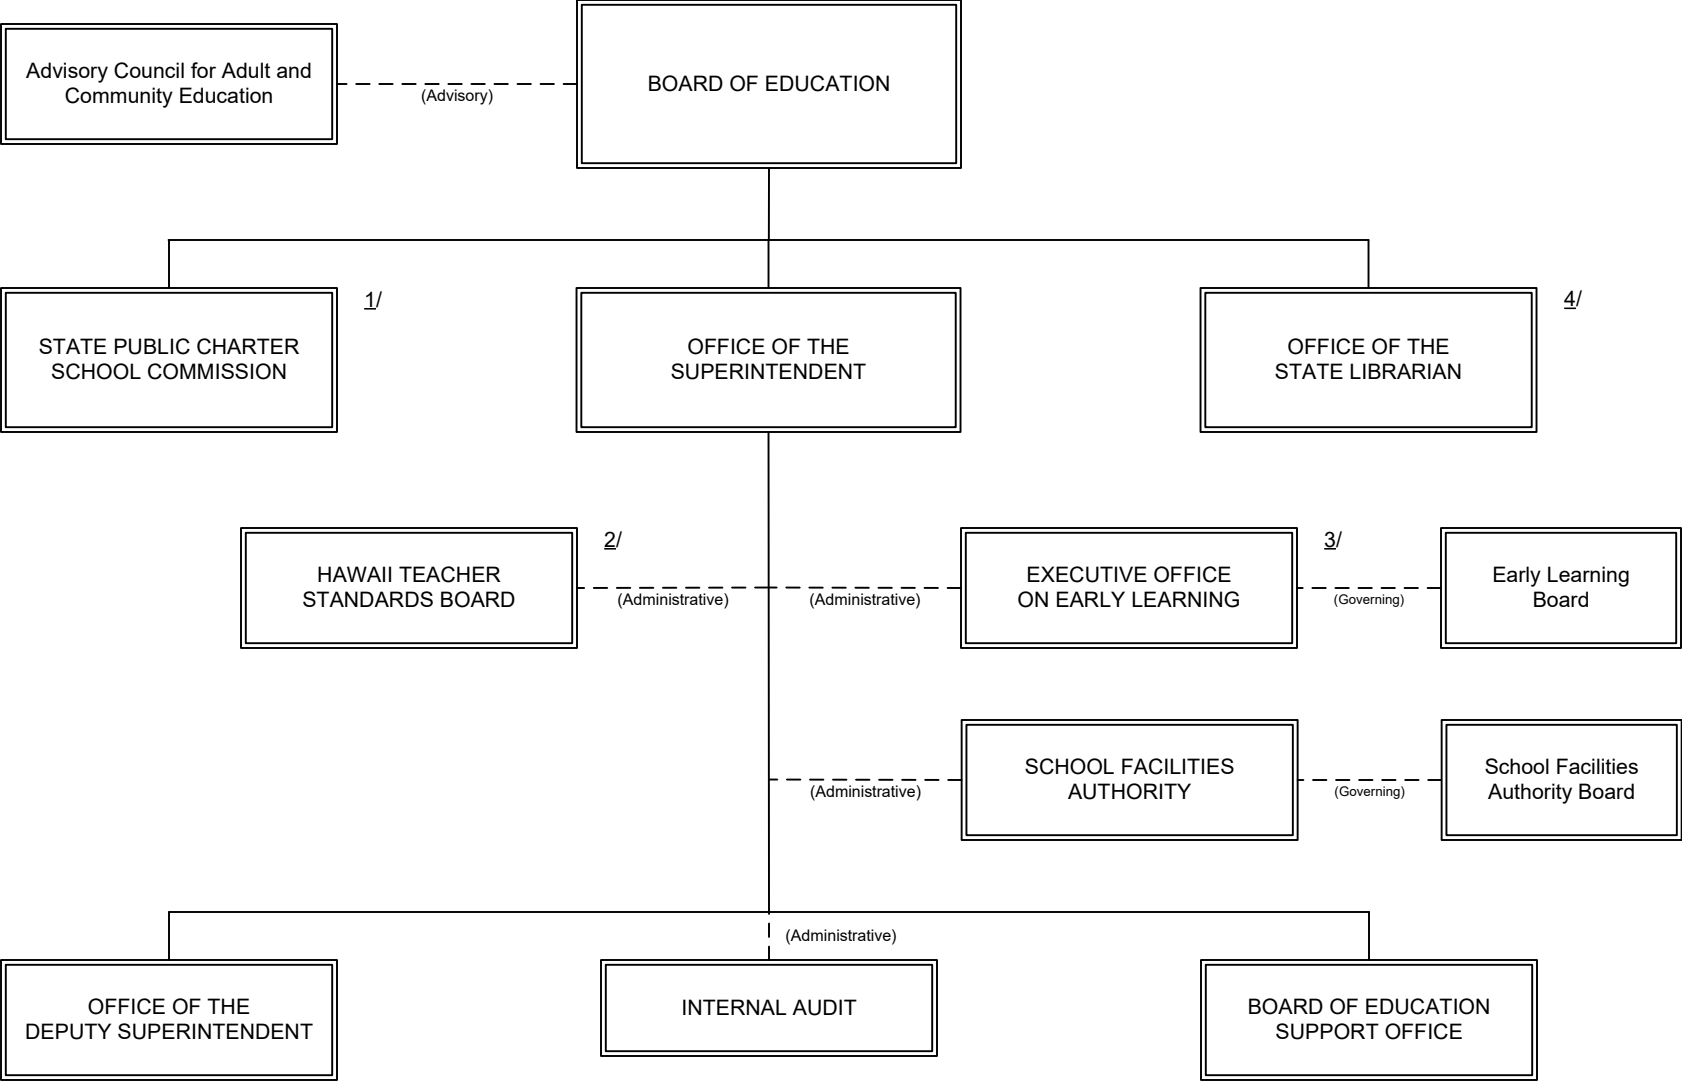 Advisory Council for Adult and
Community Education
(Advisory)
BOARD OF EDUCATION
STATE PUBLIC CHARTER
SCHOOL COMMISSION
1/
OFFICE OF THE
SUPERINTENDENT
OFFICE OF THE
STATE LIBRARIAN
4/
HAWAII TEACHER
STANDARDS BOARD
2/
(Administrative)
(Administrative)
EXECUTIVE OFFICE
ON EARLY LEARNING
3/
(Governing)
Early Learning
Board
(Administrative)
SCHOOL FACILITIES
AUTHORITY
(Governing)
School Facilities
Authority Board
(Administrative)
OFFICE OF THE
DEPUTY SUPERINTENDENT
INTERNAL AUDIT
BOARD OF EDUCATION
SUPPORT OFFICE